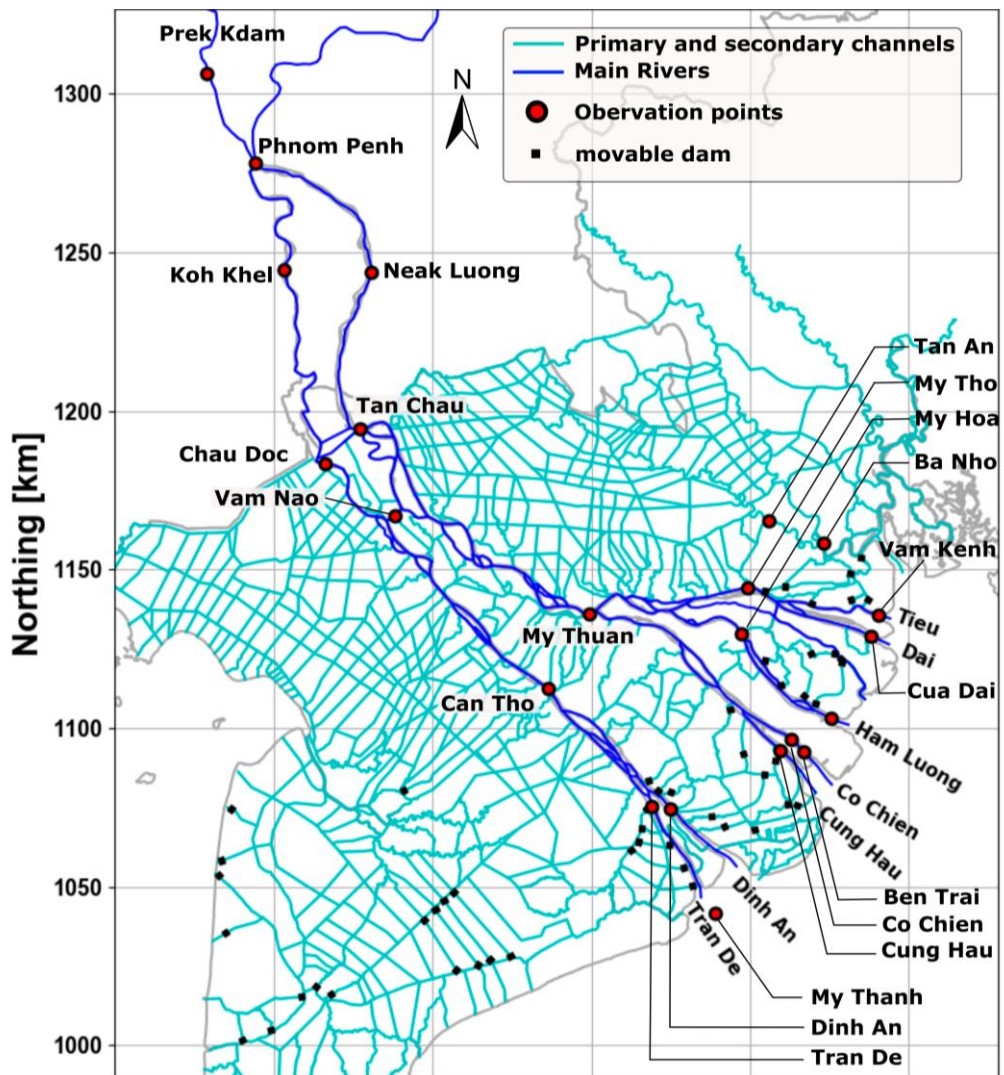 Prek Kdam
Primary and secondary channels
Main Rivers
N
Obervation points
movable dam
1300
Phnom Penh
1250
Koh Khel
Neak Luong
Tan An
My Tho
My Hoa
Ba Nho
1200
Tan Chau
Chau Doc
Vam Nao
Vam Kenh
1150
Northing [km]
My Thuan
Tieu
Dai
Cua Dai
Can Tho
1100
Ham Luong
Co Chien
Cung Hau
1050
Dinh An
Tran De
Ben Trai
Co Chien
Cung Hau
My Thanh
Dinh An
Tran De
1000